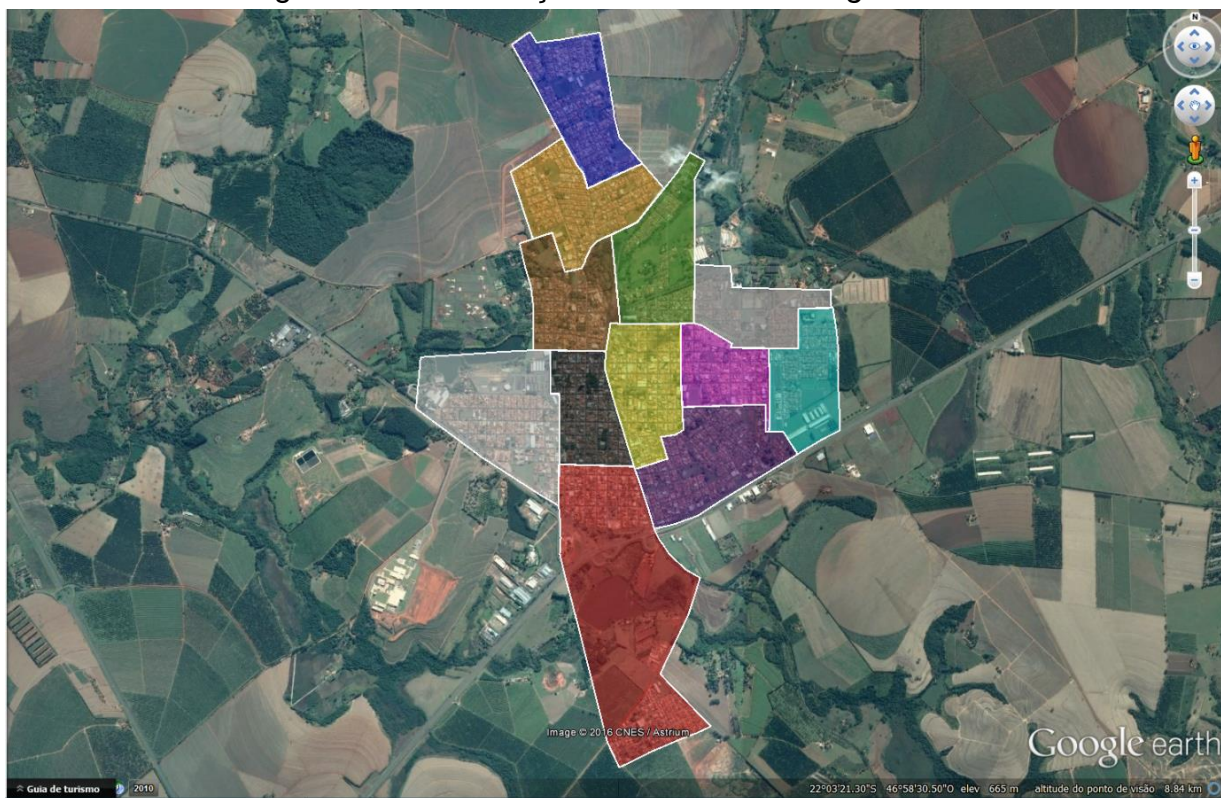 N
Image © 2016 CNES / Astrium
Google earth
Guia de turismo
2010
22°03'21.30"S 46°58'30.50"O elev 665 m altitude do ponto de visão 8.84 km